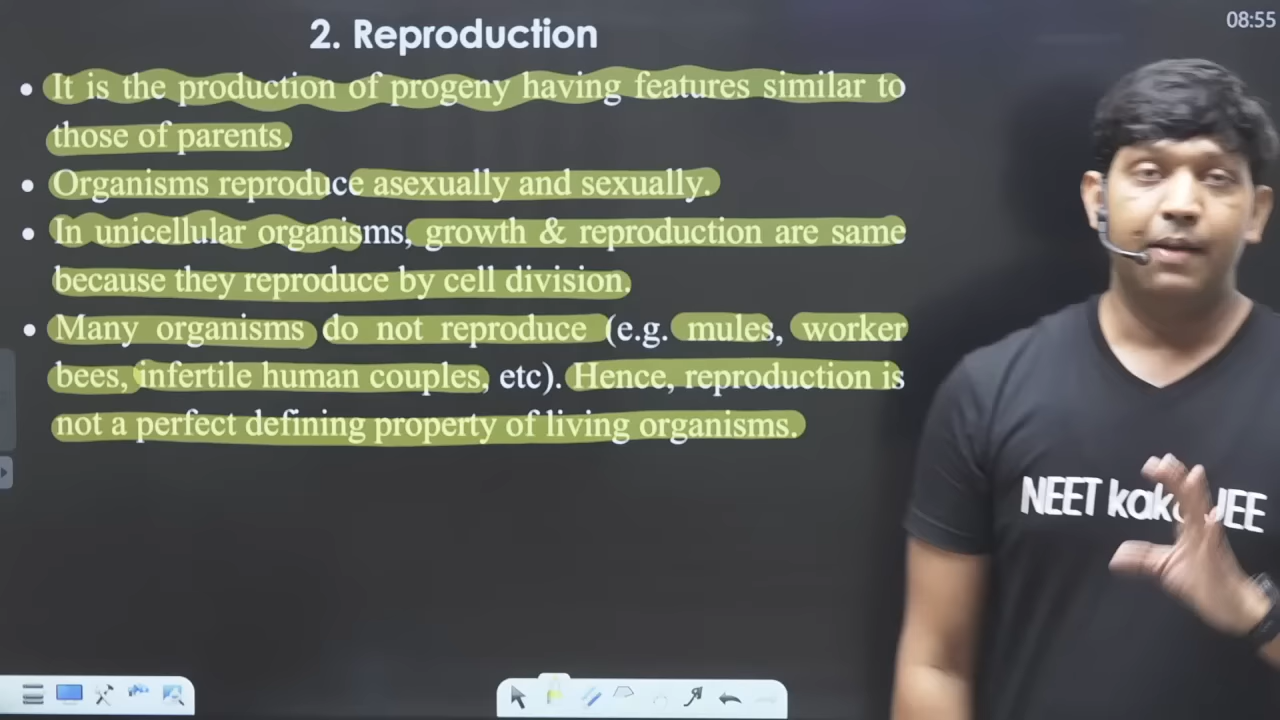 08:55
2. Reproduction
• It is the production of progeny having features similar to
those of parents.
• Organisms reproduce asexually and sexually.
• In unicellular organisms, growth & reproduction are same
because they reproduce by cell division.
• Many organisms do not reproduce (e.g. mules, worker
bees, infertile human couples, etc). Hence, reproduction is
not a perfect defining property of living organisms.
NEET JEE